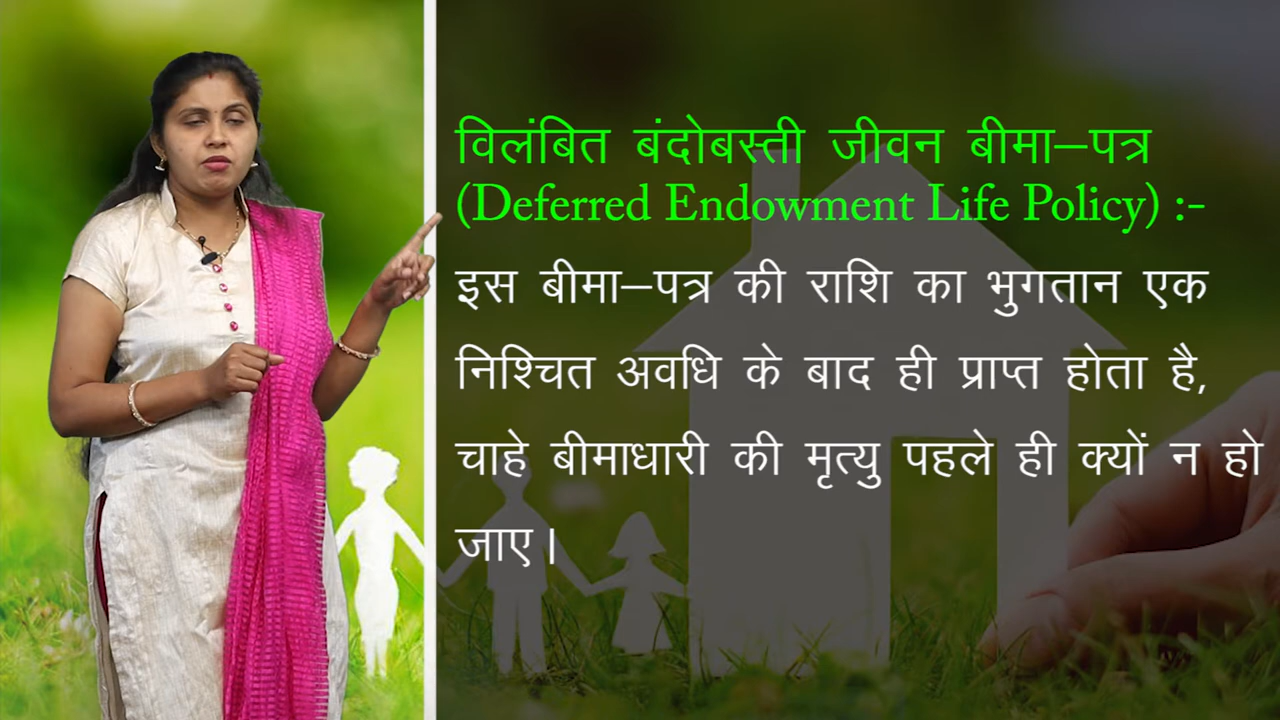 विलंबित बंदोबस्ती जीवन बीमा–पत्र
(Deferred Endowment Life Policy) :-
इस बीमा–पत्र की राशि का भुगतान एक
निश्चित अवधि के बाद ही प्राप्त होता है,
चाहे बीमाधारी की मृत्यु पहले ही क्यों न हो
जाए।